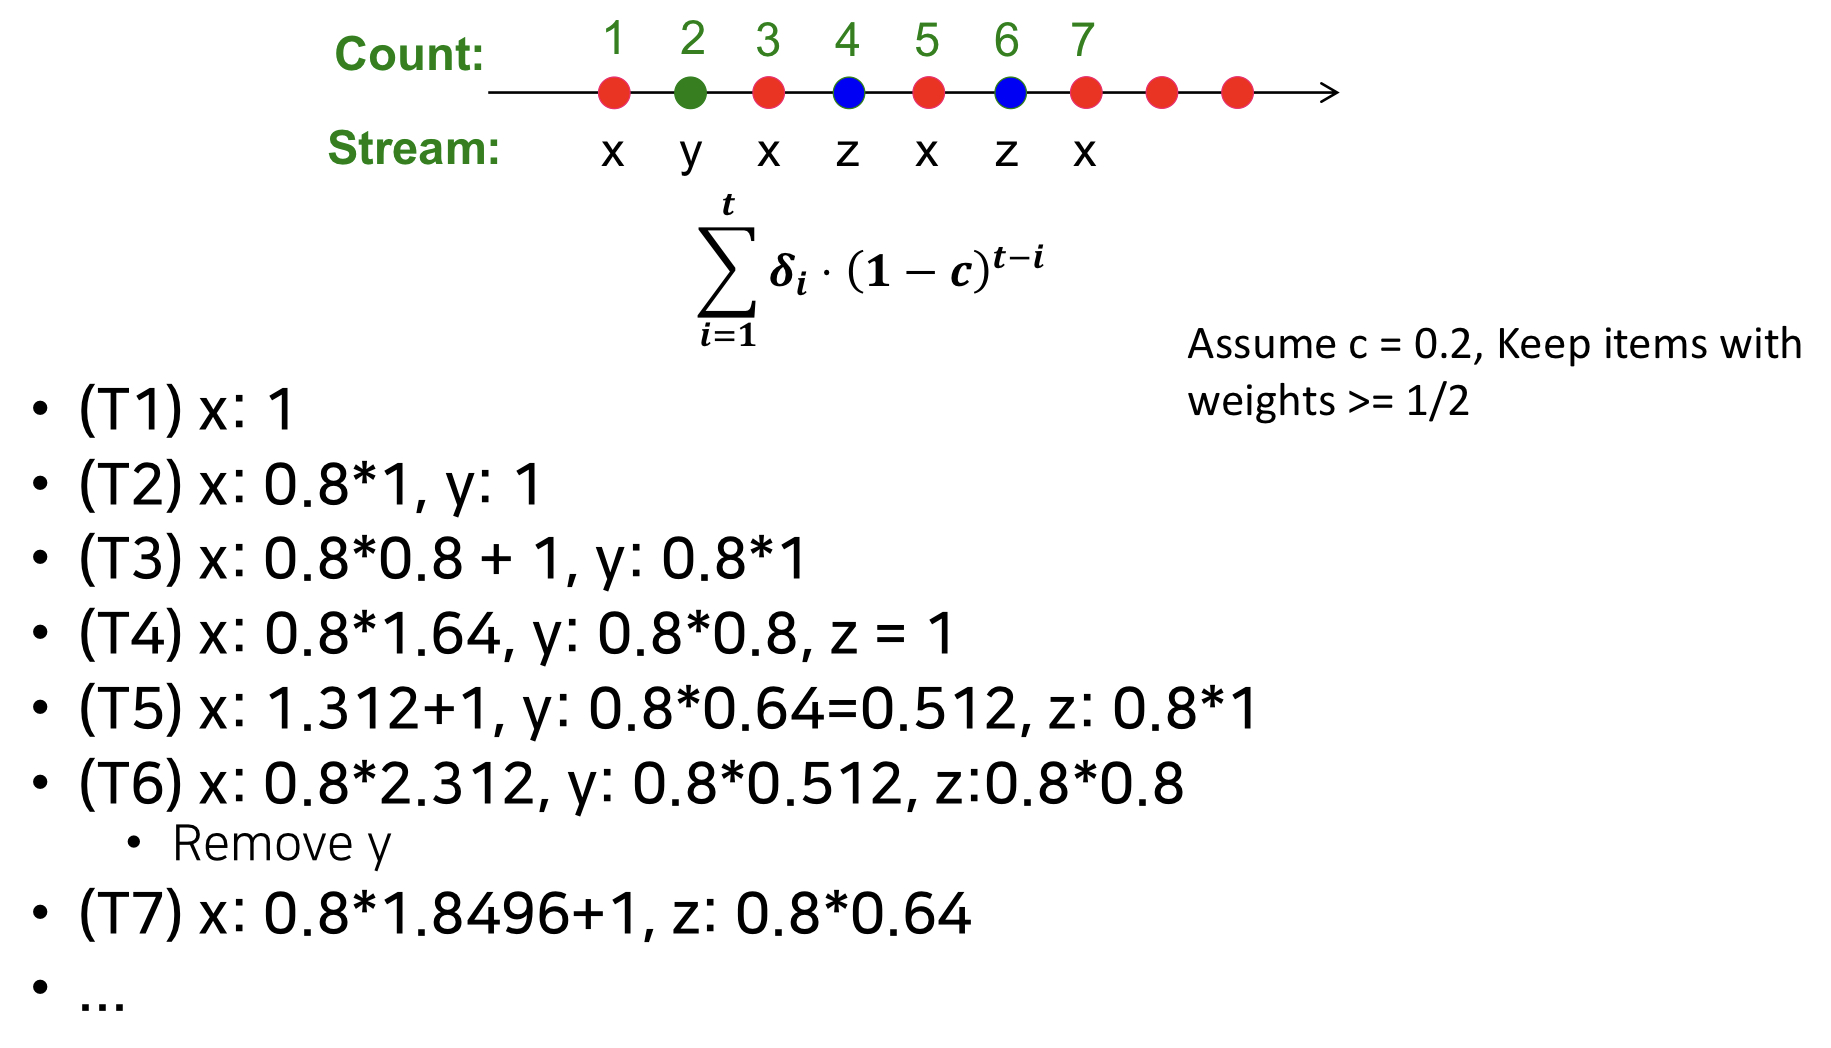 Count: 1 2 3 4 5 6 7
Stream: x y x z x z x
t
∑ δᵢ · (1 − c)ᵗ⁻ⁱ
i=1
Assume c = 0.2, Keep items with
weights >= 1/2
• (T1) x: 1
• (T2) x: 0.8*1, y: 1
• (T3) x: 0.8*0.8 + 1, y: 0.8*1
• (T4) x: 0.8*1.64, y: 0.8*0.8, z = 1
• (T5) x: 1.312+1, y: 0.8*0.64=0.512, z: 0.8*1
• (T6) x: 0.8*2.312, y: 0.8*0.512, z:0.8*0.8
• Remove y
• (T7) x: 0.8*1.8496+1, z: 0.8*0.64
• ...